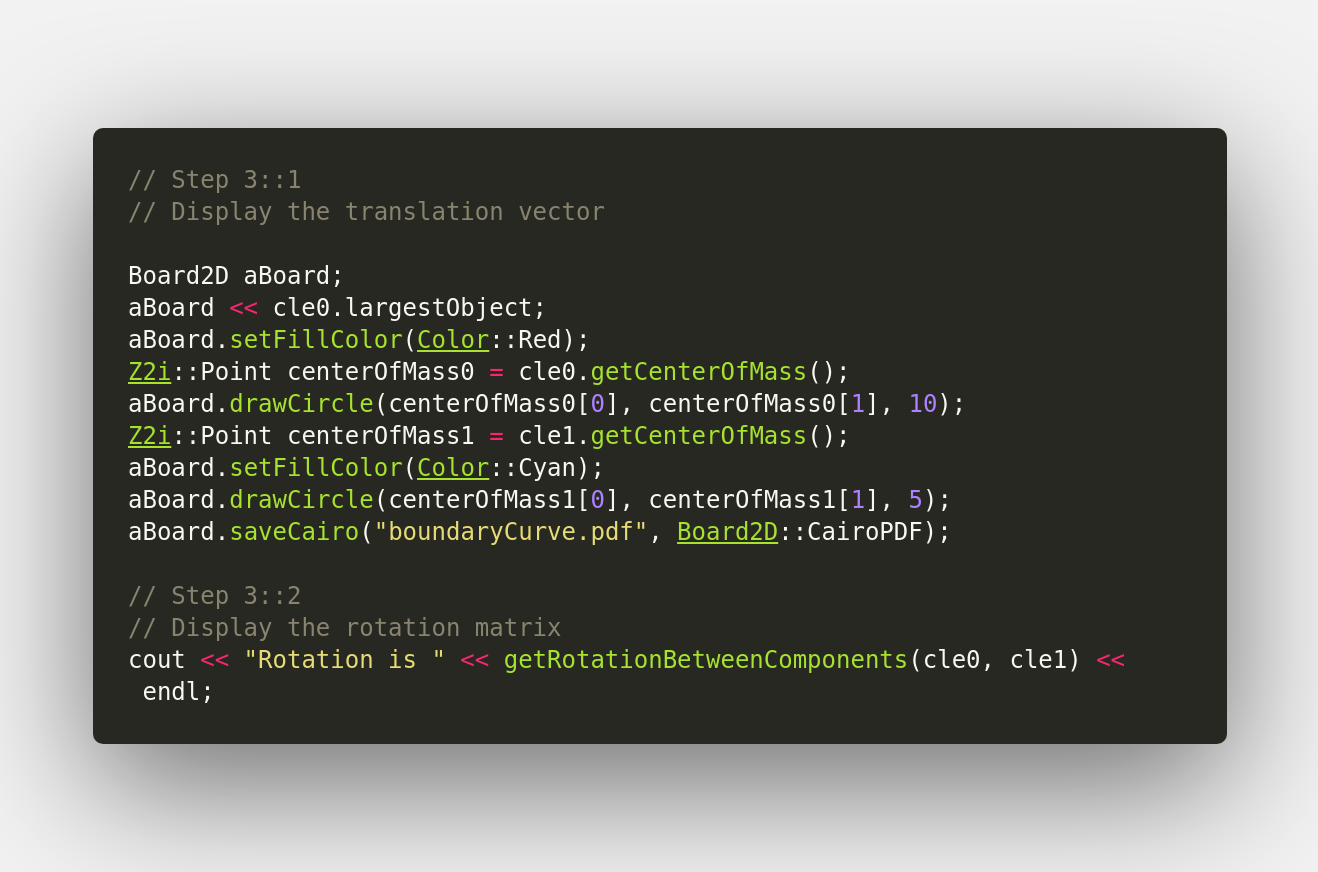 // Step 3::1
// Display the translation vector
Board2D aBoard;
aBoard << cle0.largestObject;
aBoard.setFillColor(Color::Red);
Z2i::Point centerOfMass0 = cle0.getCenterOfMass();
aBoard.drawCircle(centerOfMass0[0], centerOfMass0[1], 10);
Z2i::Point centerOfMass1 = cle1.getCenterOfMass();
aBoard.setFillColor(Color::Cyan);
aBoard.drawCircle(centerOfMass1[0], centerOfMass1[1], 5);
aBoard.saveCairo("boundaryCurve.pdf", Board2D::CairoPDF);
// Step 3::2
// Display the rotation matrix
cout << "Rotation is " << getRotationBetweenComponents(cle0, cle1) <<
 endl;